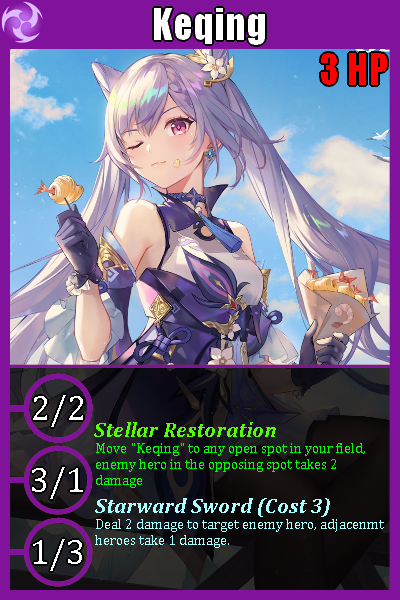 Keqing
3 HP
2/2
Stellar Restoration
Move "Keqing" to any open spot in your field,
enemy hero in the opposing spot takes 2
damage
3/1
Starward Sword (Cost 3)
Deal 2 damage to target enemy hero, adjacenmt
heroes take 1 damage.
1/3